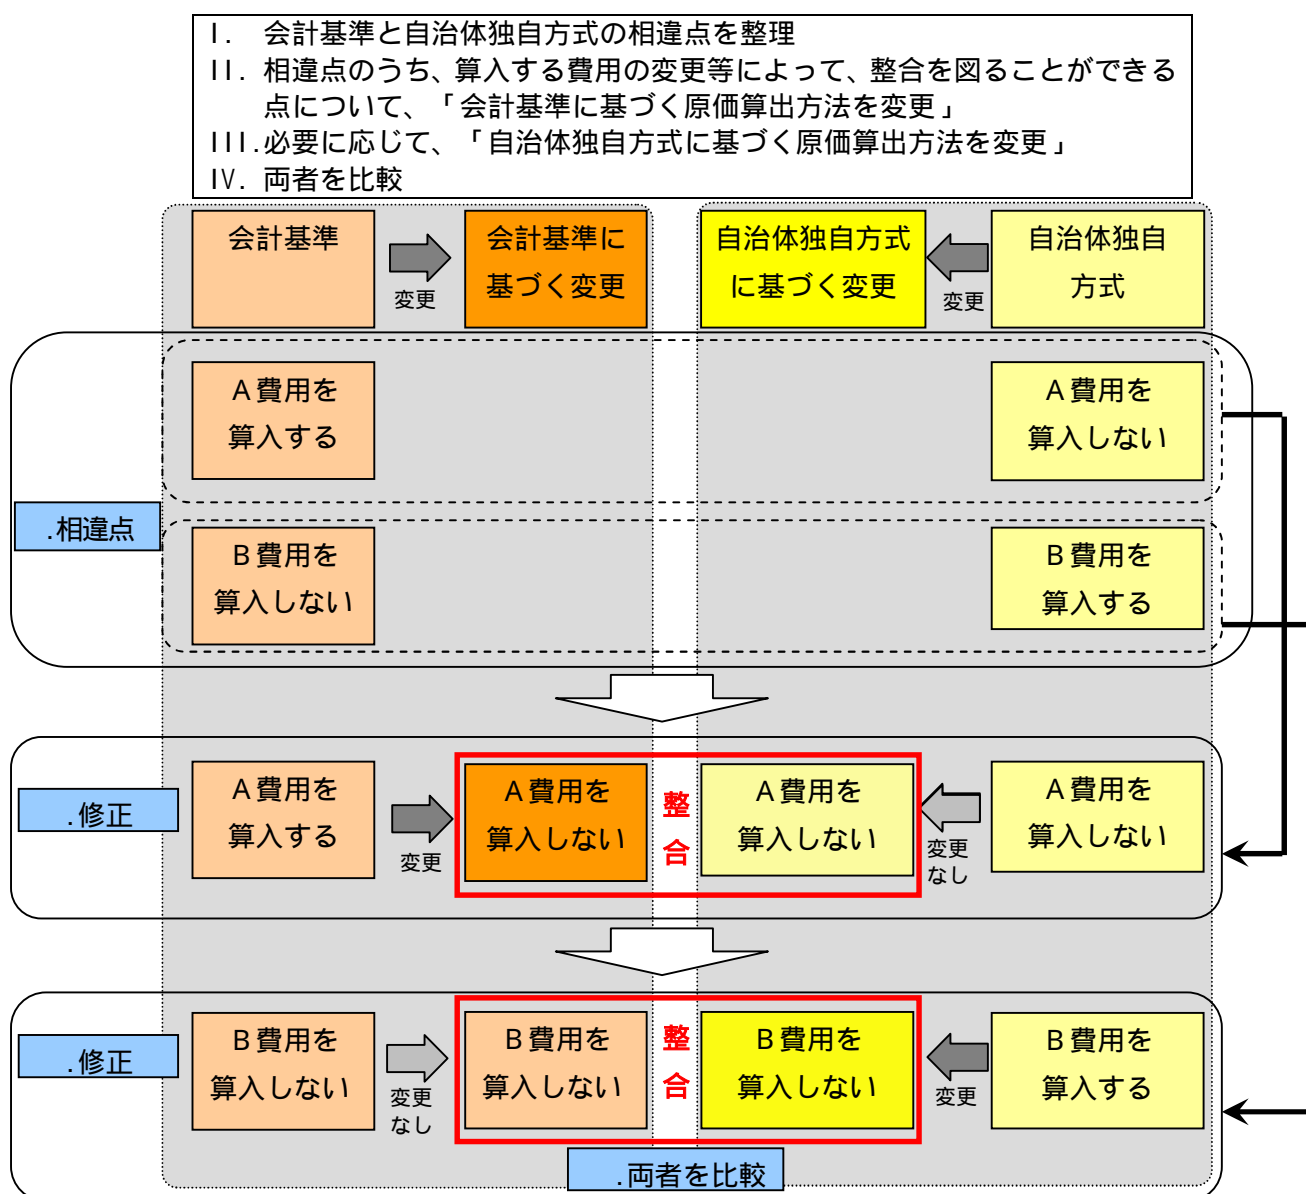 I. 会計基準と自治体独自方式の相違点を整理
II. 相違点のうち、算入する費用の変更等によって、整合を図ることができる
点について、「会計基準に基づく原価算出方法を変更」
III.必要に応じて、「自治体独自方式に基づく原価算出方法を変更」
IV. 両者を比較
会計基準
変更
会計基準に
基づく変更
自治体独自方式
に基づく変更
変更
自治体独自
方式
A費用を
算入する
A費用を
算入しない
.相違点
B費用を
算入しない
B費用を
算入する
.修正
A費用を
算入する
変更
A費用を
算入しない
整
合
A費用を
算入しない
変更
なし
A費用を
算入しない
.修正
B費用を
算入しない
変更
なし
B費用を
算入しない
整
合
B費用を
算入しない
変更
B費用を
算入する
.両者を比較